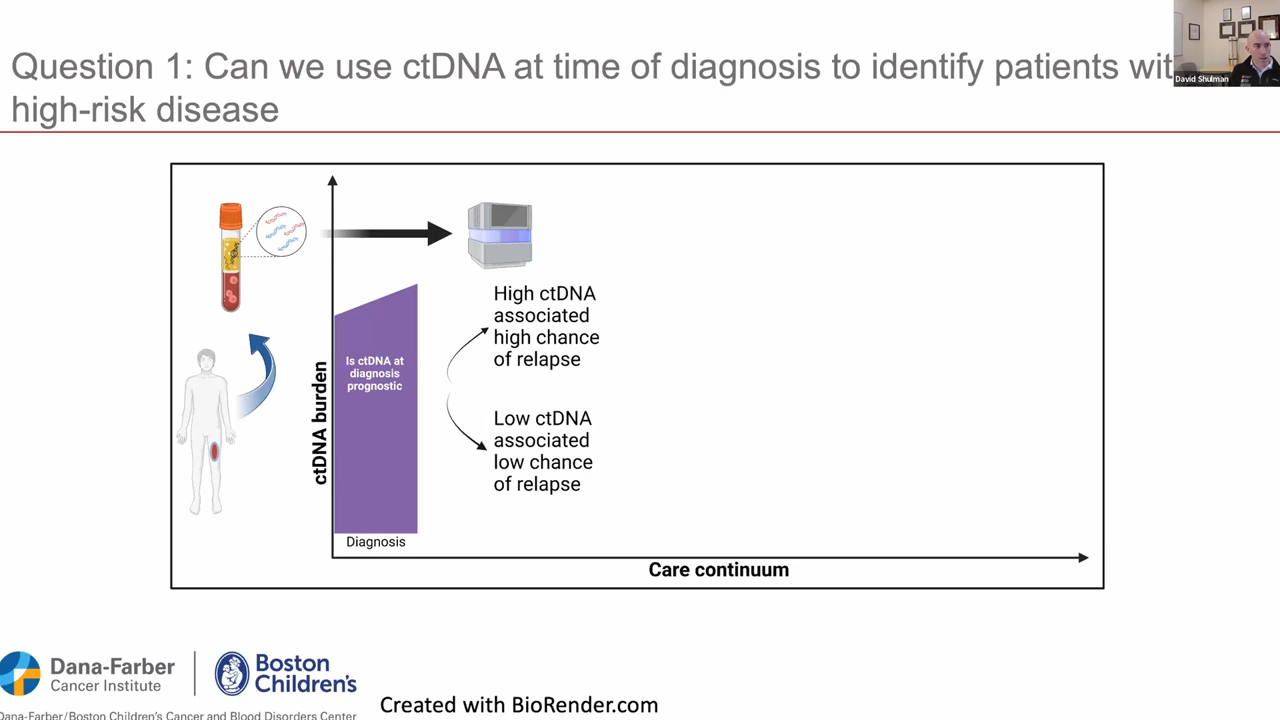 Question 1: Can we use ctDNA at time of diagnosis to identify patients wit
high-risk disease
David Shulman
Is ctDNA at
diagnosis
prognostic
High ctDNA
associated
high chance
of relapse
Low ctDNA
associated
low chance
of relapse
ctDNA burden
Diagnosis
Care continuum
Dana-Farber
Cancer Institute
Boston
Children's
Dana-Farber/Boston Children's Cancer and Blood Disorders Center
Created with BioRender.com